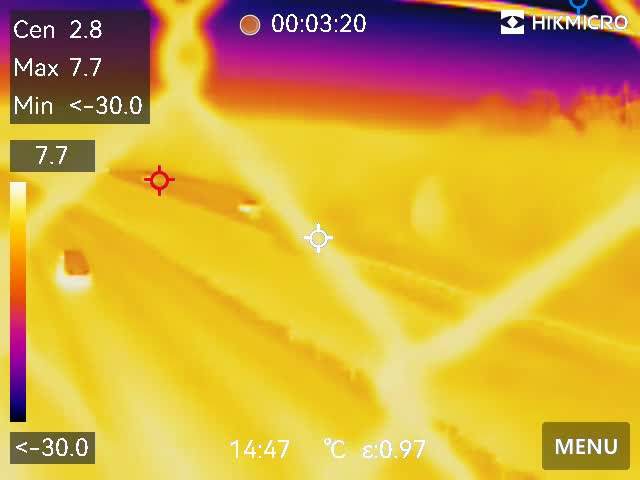 Cen 2.8
00:03:20
HIKMICRO
Max 7.7
Min <-30.0
7.7
<-30.0
14:47 °C ε:0.97
MENU